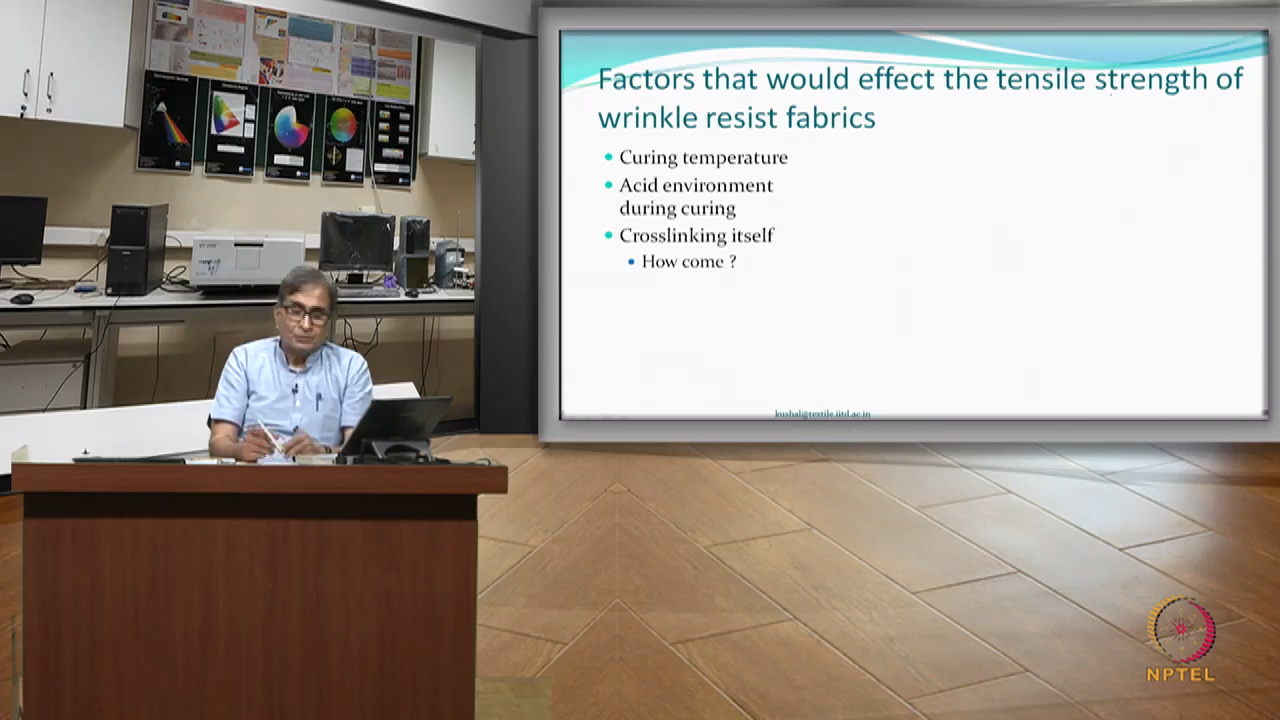 Factors that would effect the tensile strength of
wrinkle resist fabrics
Curing temperature
Acid environment
during curing
Crosslinking itself
How come ?
kushal@textile.iitd.ac.in
NPTEL